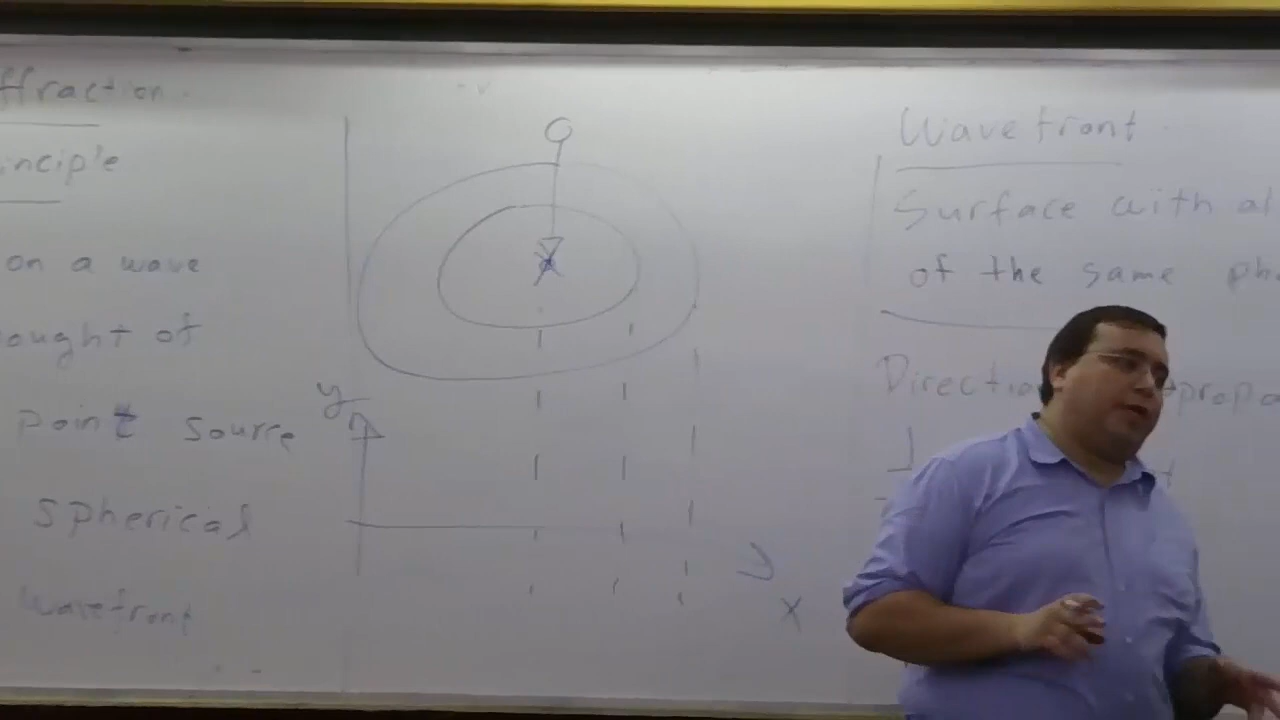 ffraction
inciple
on a wave
ought of
point source
spherical
wavefront
y
x
Wavefront
Surface with al
of the same pha
Directio
propa